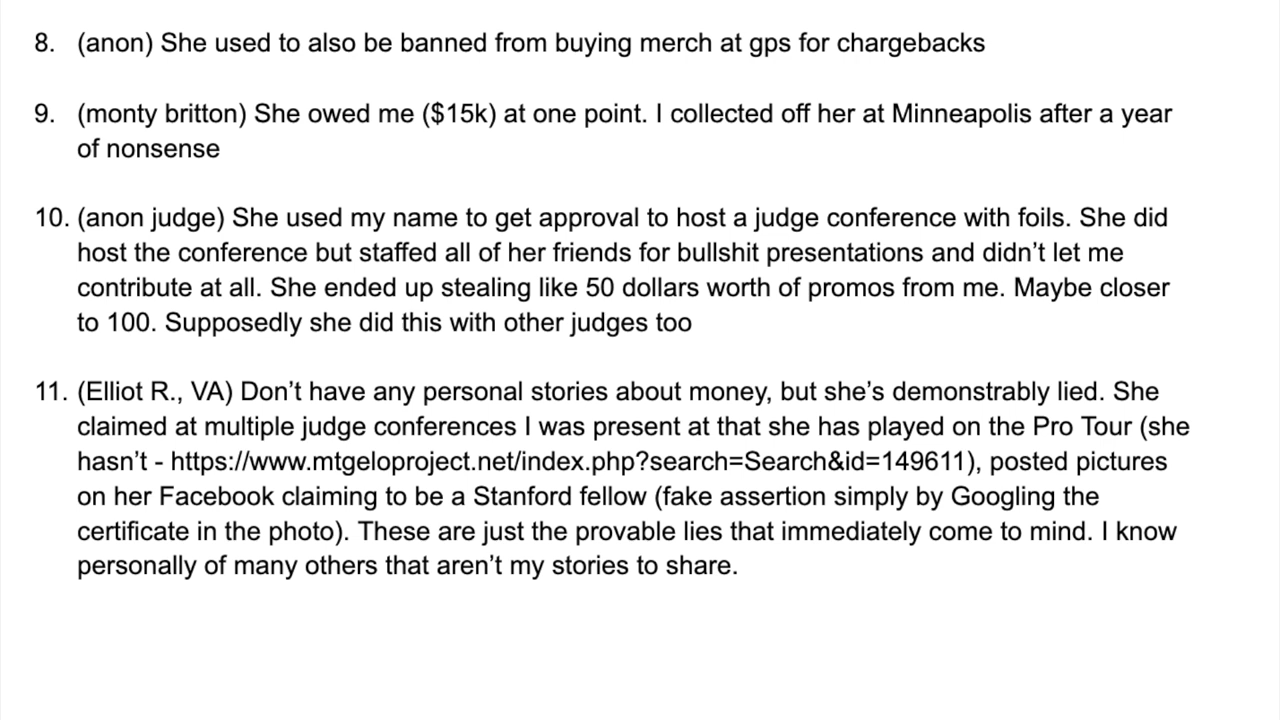 8. (anon) She used to also be banned from buying merch at gps for chargebacks
9. (monty britton) She owed me ($15k) at one point. I collected off her at Minneapolis after a year
of nonsense
10. (anon judge) She used my name to get approval to host a judge conference with foils. She did
host the conference but staffed all of her friends for bullshit presentations and didn’t let me
contribute at all. She ended up stealing like 50 dollars worth of promos from me. Maybe closer
to 100. Supposedly she did this with other judges too
11. (Elliot R., VA) Don’t have any personal stories about money, but she’s demonstrably lied. She
claimed at multiple judge conferences I was present at that she has played on the Pro Tour (she
hasn’t - https://www.mtgeloproject.net/index.php?search=Search&id=149611), posted pictures
on her Facebook claiming to be a Stanford fellow (fake assertion simply by Googling the
certificate in the photo). These are just the provable lies that immediately come to mind. I know
personally of many others that aren’t my stories to share.